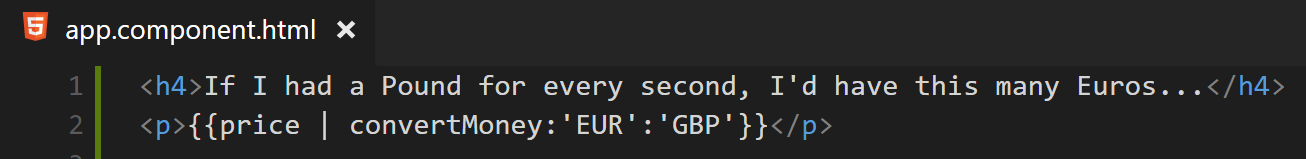 app.component.html ×
1 <h4>If I had a Pound for every second, I'd have this many Euros...</h4>
2 <p>{{price | convertMoney:'EUR':'GBP'}}</p>